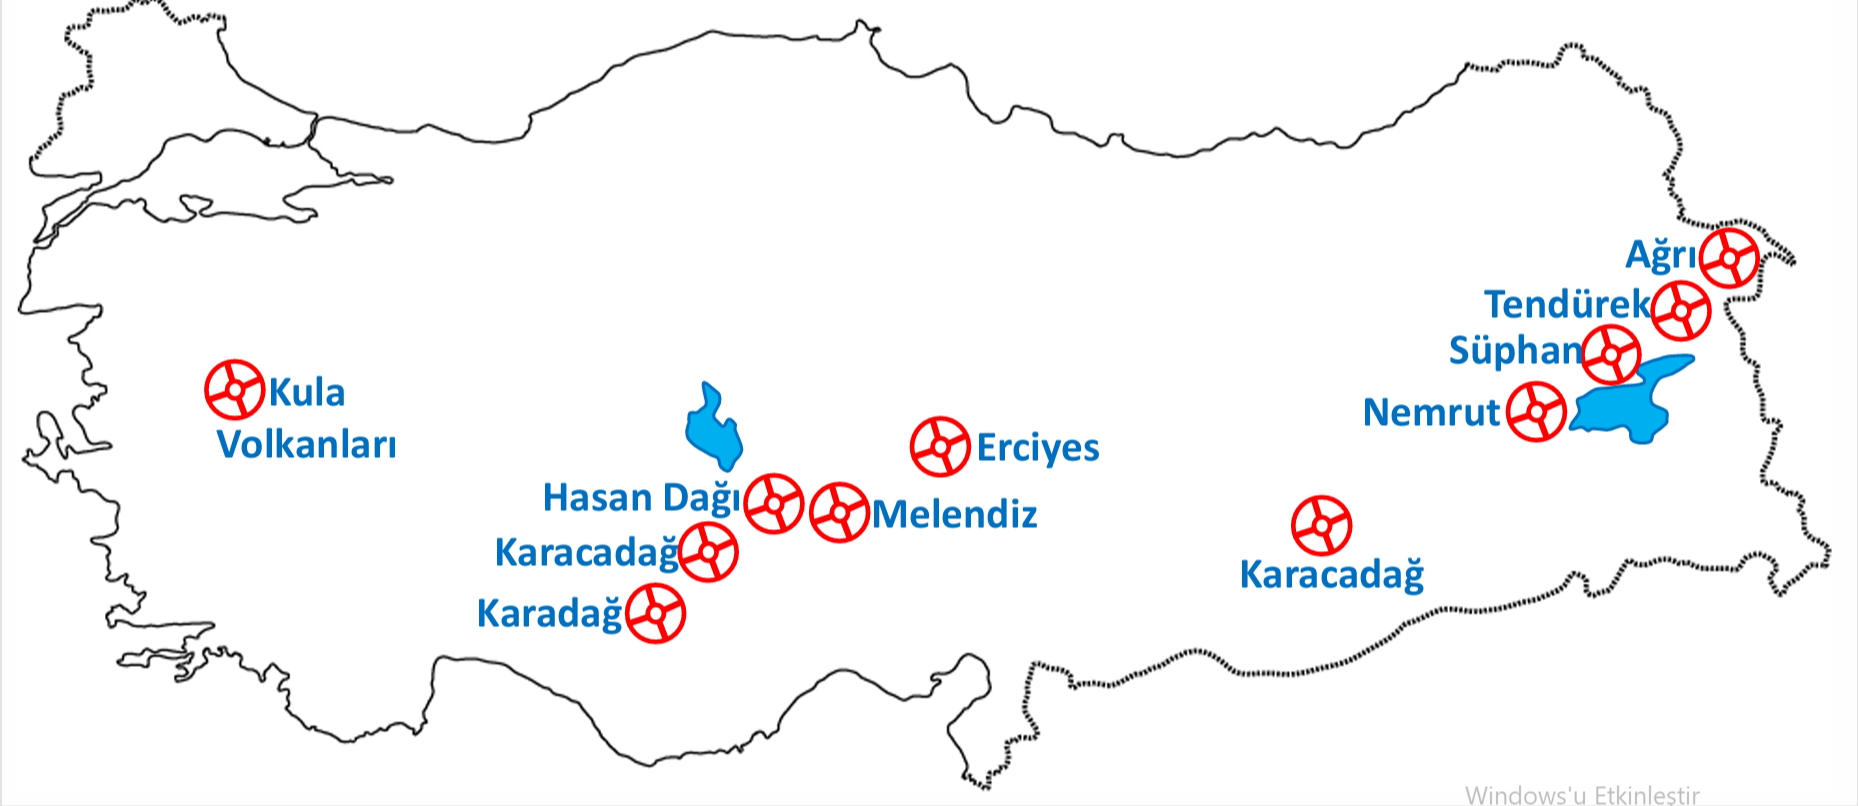 Ağrı
Tendürek
Süphan
Nemrut
Kula
Volkanları
Erciyes
Hasan Dağı
Melendiz
Karacadağ
Karacadağ
Karadağ
Windows'u Etkinleştir